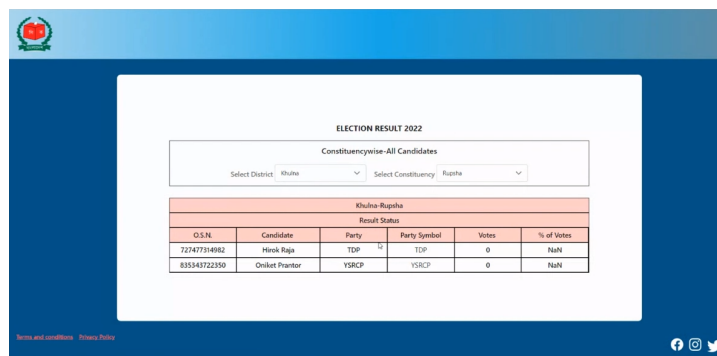 ELECTION RESULT 2022
Constituencywise-All Candidates
Select District Khulna Select Constituency Rupsha
Khulna-Rupsha
Result Status
O.S.N. Candidate Party Party Symbol Votes % of Votes
727477314982 Hirok Raja TDP TDP 0 NaN
835343722350 Oniket Prantor YSRCP YSRCP 0 NaN
Terms and conditions Privacy Policy